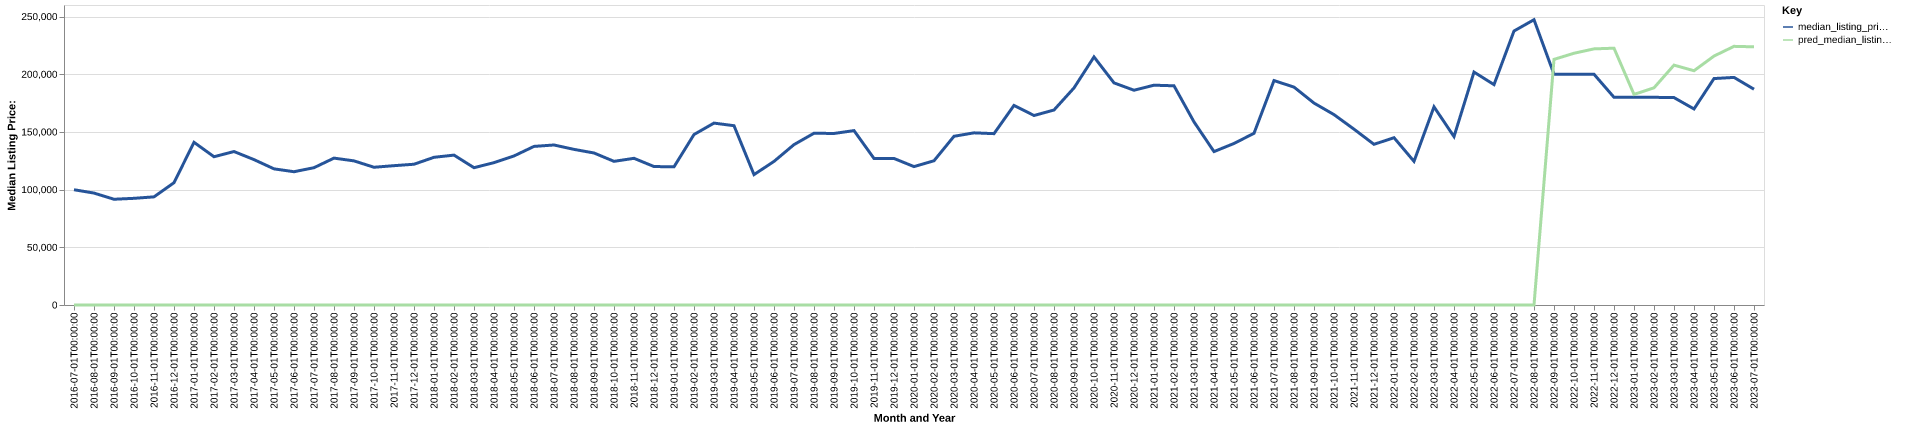 250,000
200,000
150,000
100,000
50,000
0
Median Listing Price:
2016-07-01T00:00:00
2016-08-01T00:00:00
2016-09-01T00:00:00
2016-10-01T00:00:00
2016-11-01T00:00:00
2016-12-01T00:00:00
2017-01-01T00:00:00
2017-02-01T00:00:00
2017-03-01T00:00:00
2017-04-01T00:00:00
2017-05-01T00:00:00
2017-06-01T00:00:00
2017-07-01T00:00:00
2017-08-01T00:00:00
2017-09-01T00:00:00
2017-10-01T00:00:00
2017-11-01T00:00:00
2017-12-01T00:00:00
2018-01-01T00:00:00
2018-02-01T00:00:00
2018-03-01T00:00:00
2018-04-01T00:00:00
2018-05-01T00:00:00
2018-06-01T00:00:00
2018-07-01T00:00:00
2018-08-01T00:00:00
2018-09-01T00:00:00
2018-10-01T00:00:00
2018-11-01T00:00:00
2018-12-01T00:00:00
2019-01-01T00:00:00
2019-02-01T00:00:00
2019-03-01T00:00:00
2019-04-01T00:00:00
2019-05-01T00:00:00
2019-06-01T00:00:00
2019-07-01T00:00:00
2019-08-01T00:00:00
2019-09-01T00:00:00
2019-10-01T00:00:00
2019-11-01T00:00:00
2019-12-01T00:00:00
2020-01-01T00:00:00
2020-02-01T00:00:00
2020-03-01T00:00:00
2020-04-01T00:00:00
2020-05-01T00:00:00
2020-06-01T00:00:00
2020-07-01T00:00:00
2020-08-01T00:00:00
2020-09-01T00:00:00
2020-10-01T00:00:00
2020-11-01T00:00:00
2020-12-01T00:00:00
2021-01-01T00:00:00
2021-02-01T00:00:00
2021-03-01T00:00:00
2021-04-01T00:00:00
2021-05-01T00:00:00
2021-06-01T00:00:00
2021-07-01T00:00:00
2021-08-01T00:00:00
2021-09-01T00:00:00
2021-10-01T00:00:00
2021-11-01T00:00:00
2021-12-01T00:00:00
2022-01-01T00:00:00
2022-02-01T00:00:00
2022-03-01T00:00:00
2022-04-01T00:00:00
2022-05-01T00:00:00
2022-06-01T00:00:00
2022-07-01T00:00:00
2022-08-01T00:00:00
2022-09-01T00:00:00
2022-10-01T00:00:00
2022-11-01T00:00:00
2022-12-01T00:00:00
2023-01-01T00:00:00
2023-02-01T00:00:00
2023-03-01T00:00:00
2023-04-01T00:00:00
2023-05-01T00:00:00
2023-06-01T00:00:00
2023-07-01T00:00:00
Month and Year
Key
median_listing_pri…
pred_median_listin…